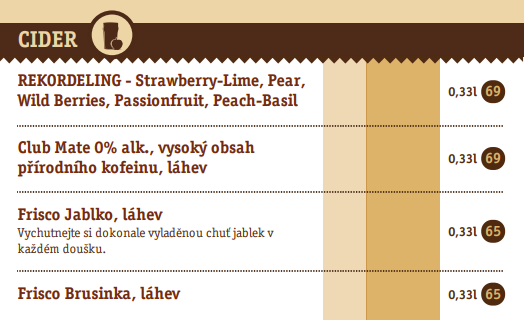 CIDER
REKORDELING - Strawberry-Lime, Pear,
Wild Berries, Passionfruit, Peach-Basil
0,33l 69
Club Mate 0% alk., vysoký obsah
přírodního kofeinu, láhev
0,33l 69
Frisco Jablko, láhev
Vychutnejte si dokonale vyladěnou chuť jablek v
každém doušku.
0,33l 65
Frisco Brusinka, láhev
0,33l 65